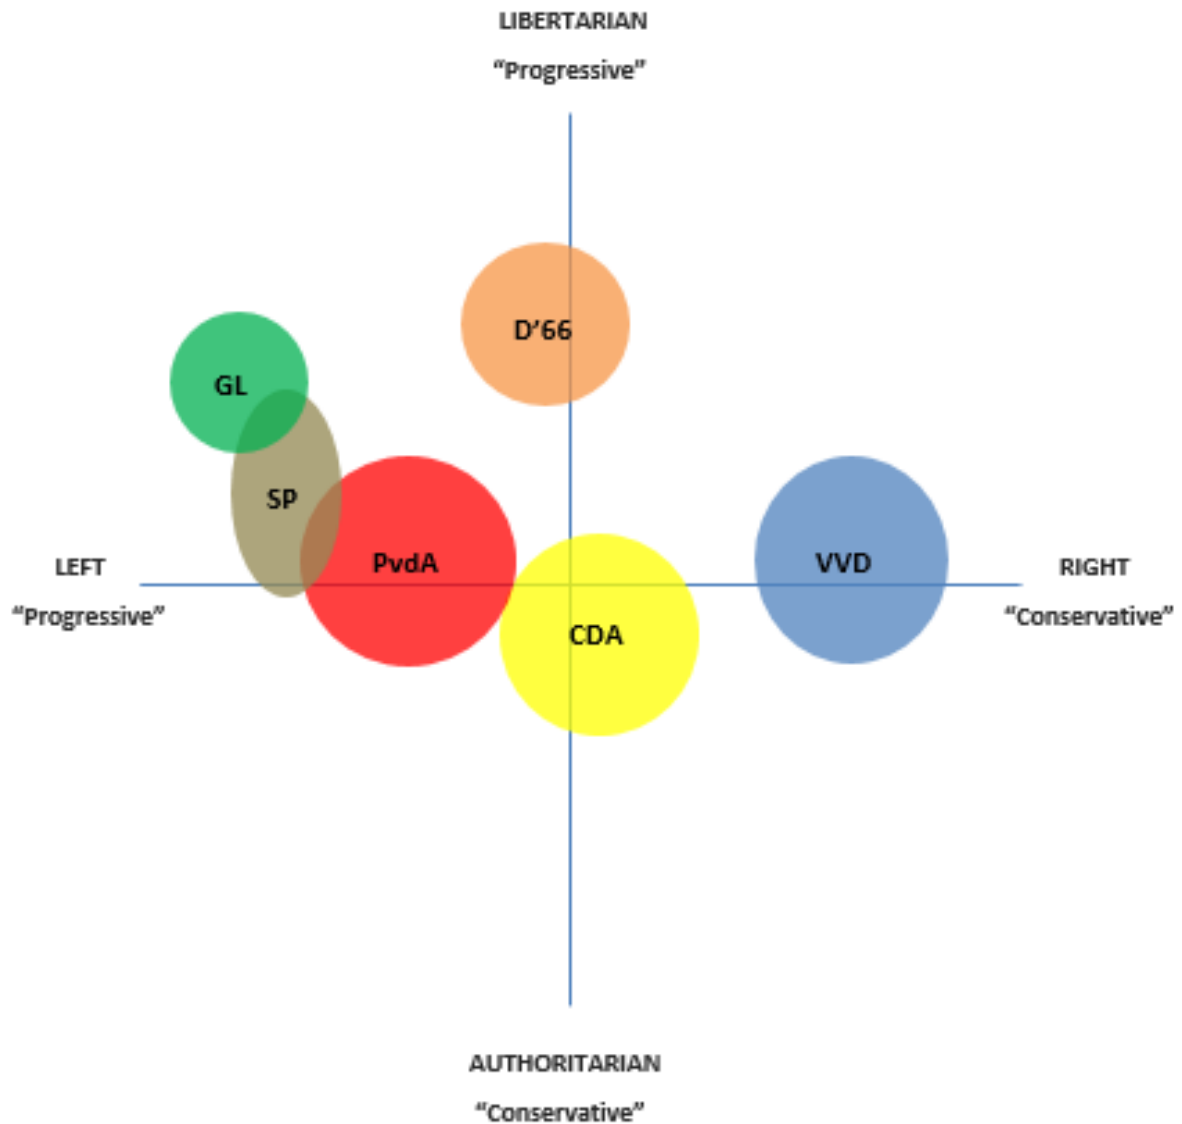 LIBERTARIAN
“Progressive”
D’66
GL
SP
PvdA
VVD
LEFT
“Progressive”
RIGHT
“Conservative”
CDA
AUTHORITARIAN
“Conservative”